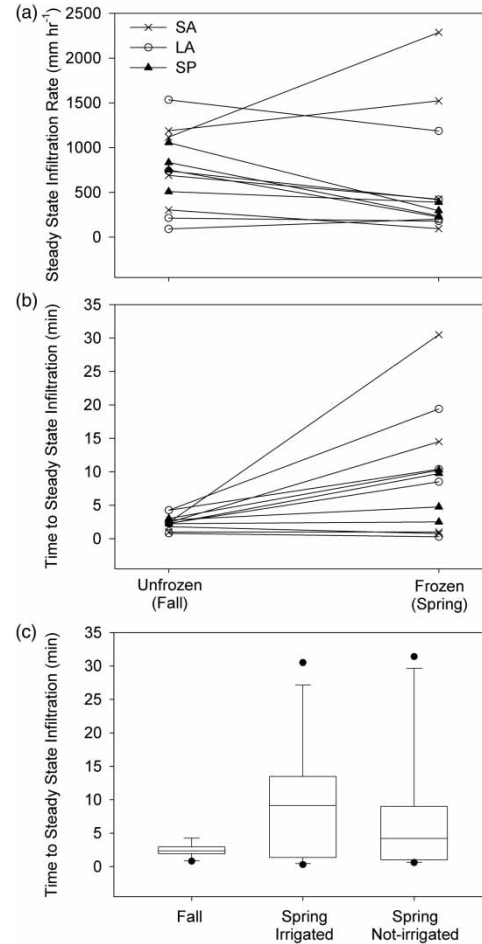 (a)
Steady State Infiltration Rate (mm hr⁻¹)
2500
2000
1500
1000
500
0
SA
LA
SP
(b)
Time to Steady State Infiltration (min)
35
30
25
20
15
10
5
0
Unfrozen
(Fall)
Frozen
(Spring)
(c)
Time to Steady State Infiltration (min)
35
30
25
20
15
10
5
0
Fall
Spring
Irrigated
Spring
Not-irrigated